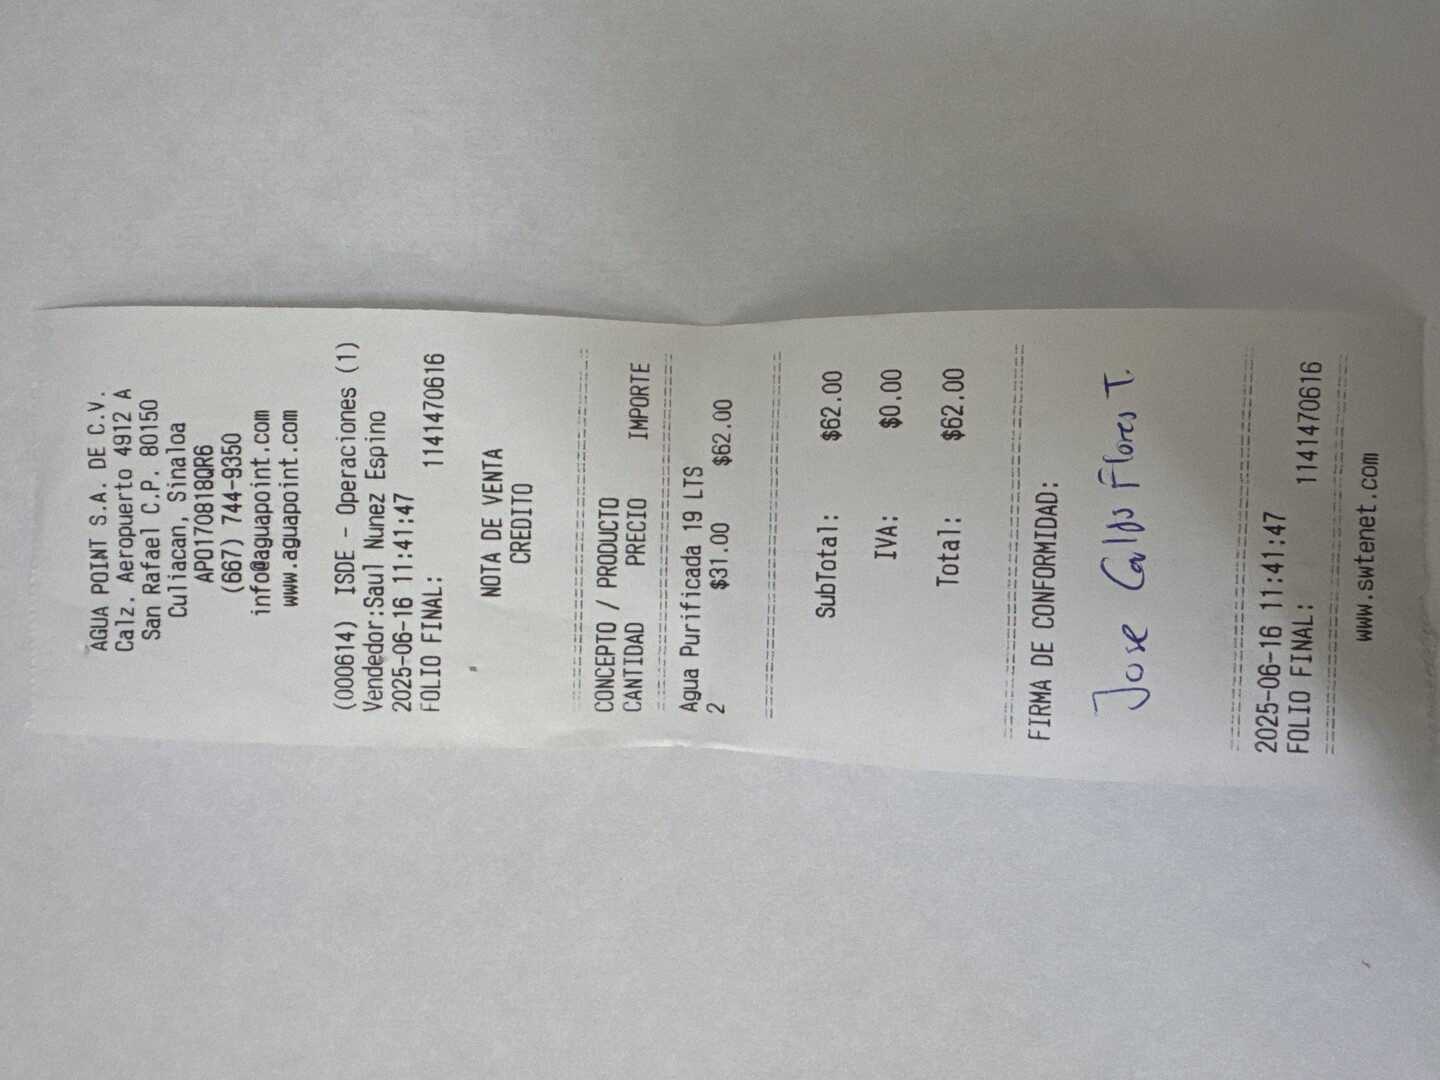 AGUA POINT S.A. DE C.V.
Calz. Aeropuerto 4912 A
San Rafael C.P. 80150
Culiacan, Sinaloa
APO170818QR6
(667) 744-9350
info@aguapoint.com
www.aguapoint.com
(000614) ISDE - Operaciones (1)
Vendedor:Saul Nunez Espino
2025-06-16 11:41:47
FOLIO FINAL: 1141470616
NOTA DE VENTA
CREDITO
CONCEPTO / PRODUCTO
CANTIDAD PRECIO IMPORTE
Agua Purificada 19 LTS
2 $31.00 $62.00
SubTotal: $62.00
IVA: $0.00
Total: $62.00
FIRMA DE CONFORMIDAD:
Jose Carlos Flores T.
2025-06-16 11:41:47
FOLIO FINAL: 1141470616
www.swtenet.com